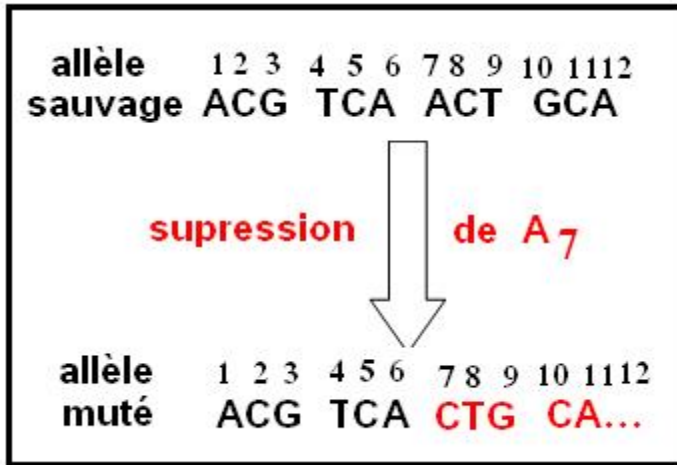 allèle 1 2 3 4 5 6 7 8 9 10 11 12
sauvage ACG TCA ACT GCA
supression de A 7
allèle 1 2 3 4 5 6 7 8 9 10 11 12
muté ACG TCA CTG CA...